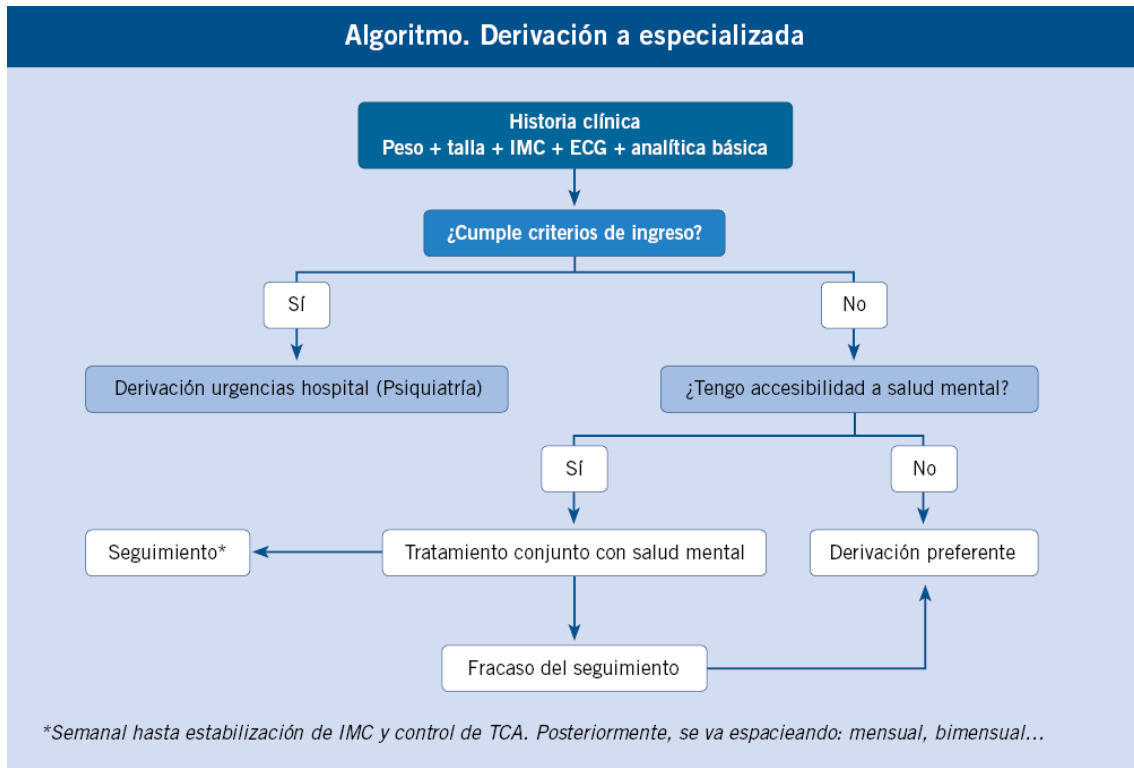 Algoritmo. Derivación a especializada
Historia clínica
Peso + talla + IMC + ECG + analítica básica
¿Cumple criterios de ingreso?
Sí
No
Derivación urgencias hospital (Psiquiatría)
¿Tengo accesibilidad a salud mental?
Sí
No
Seguimiento*
Tratamiento conjunto con salud mental
Derivación preferente
Fracaso del seguimiento
*Semanal hasta estabilización de IMC y control de TCA. Posteriormente, se va espacieando: mensual, bimensual…